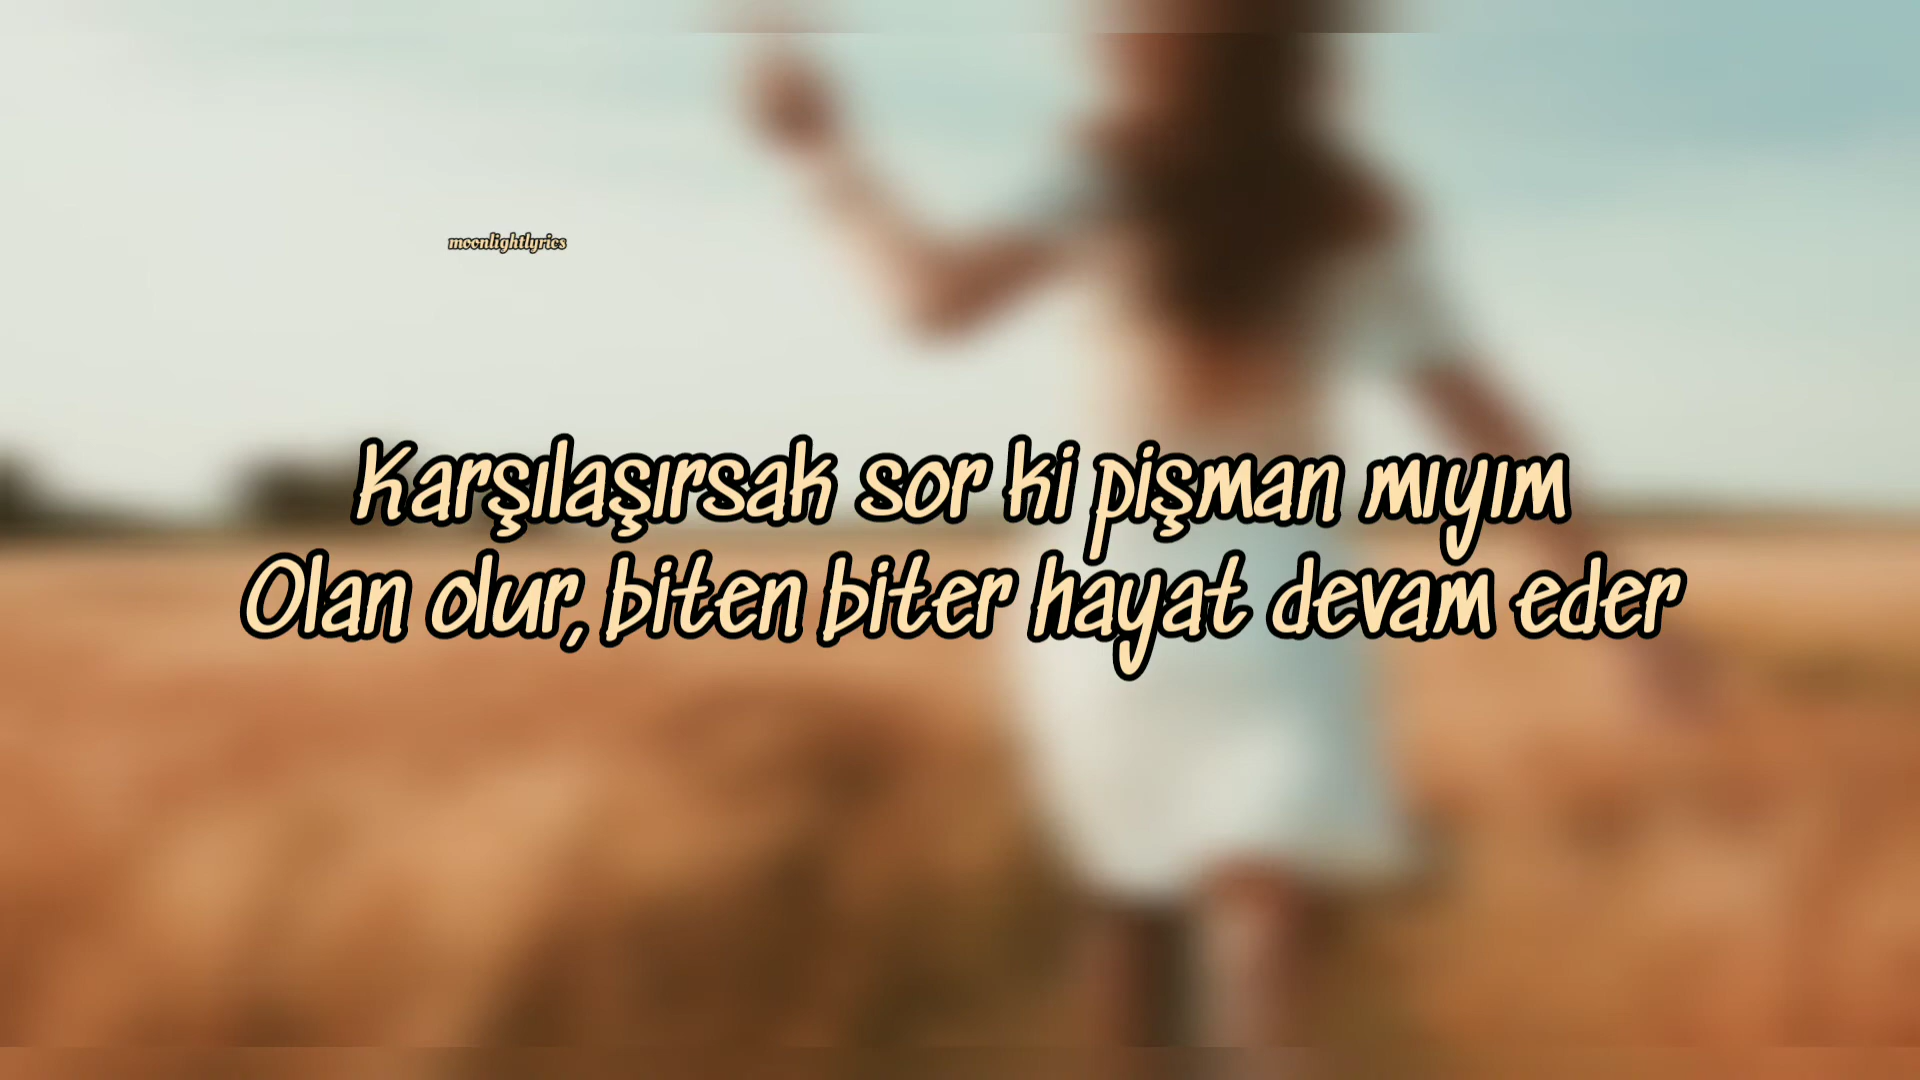 moonlightlyrics
Karşılaşırsak sor ki pişman mıyım
Olan olur, biten biter hayat devam eder